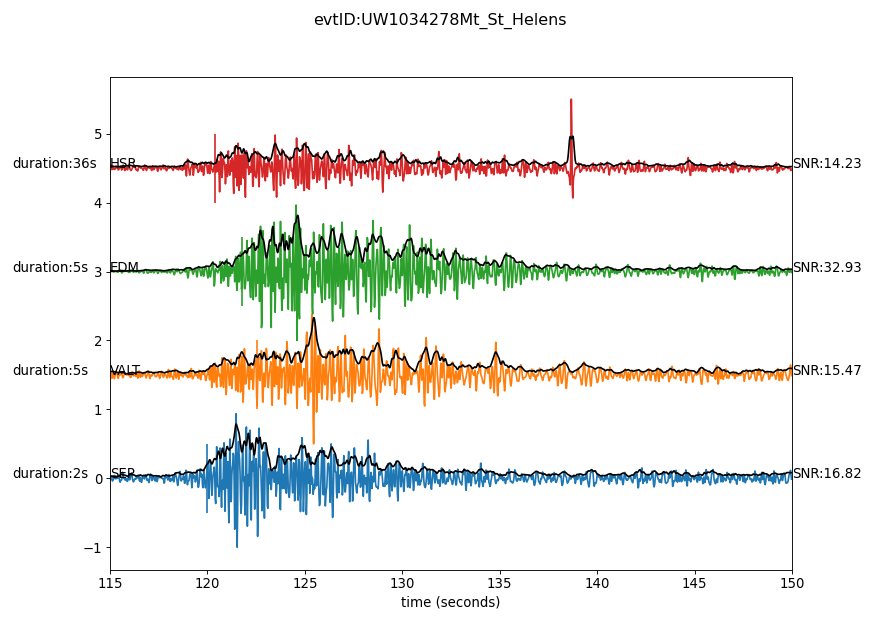 evtID:UW1034278Mt_St_Helens
5
duration:36s HSR SNR:14.23
4
duration:5s EDM 3 SNR:32.93
2
duration:5s VALT SNR:15.47
1
duration:2s SEP 0 SNR:16.82
−1
115 120 125 130 135 140 145 150
time (seconds)